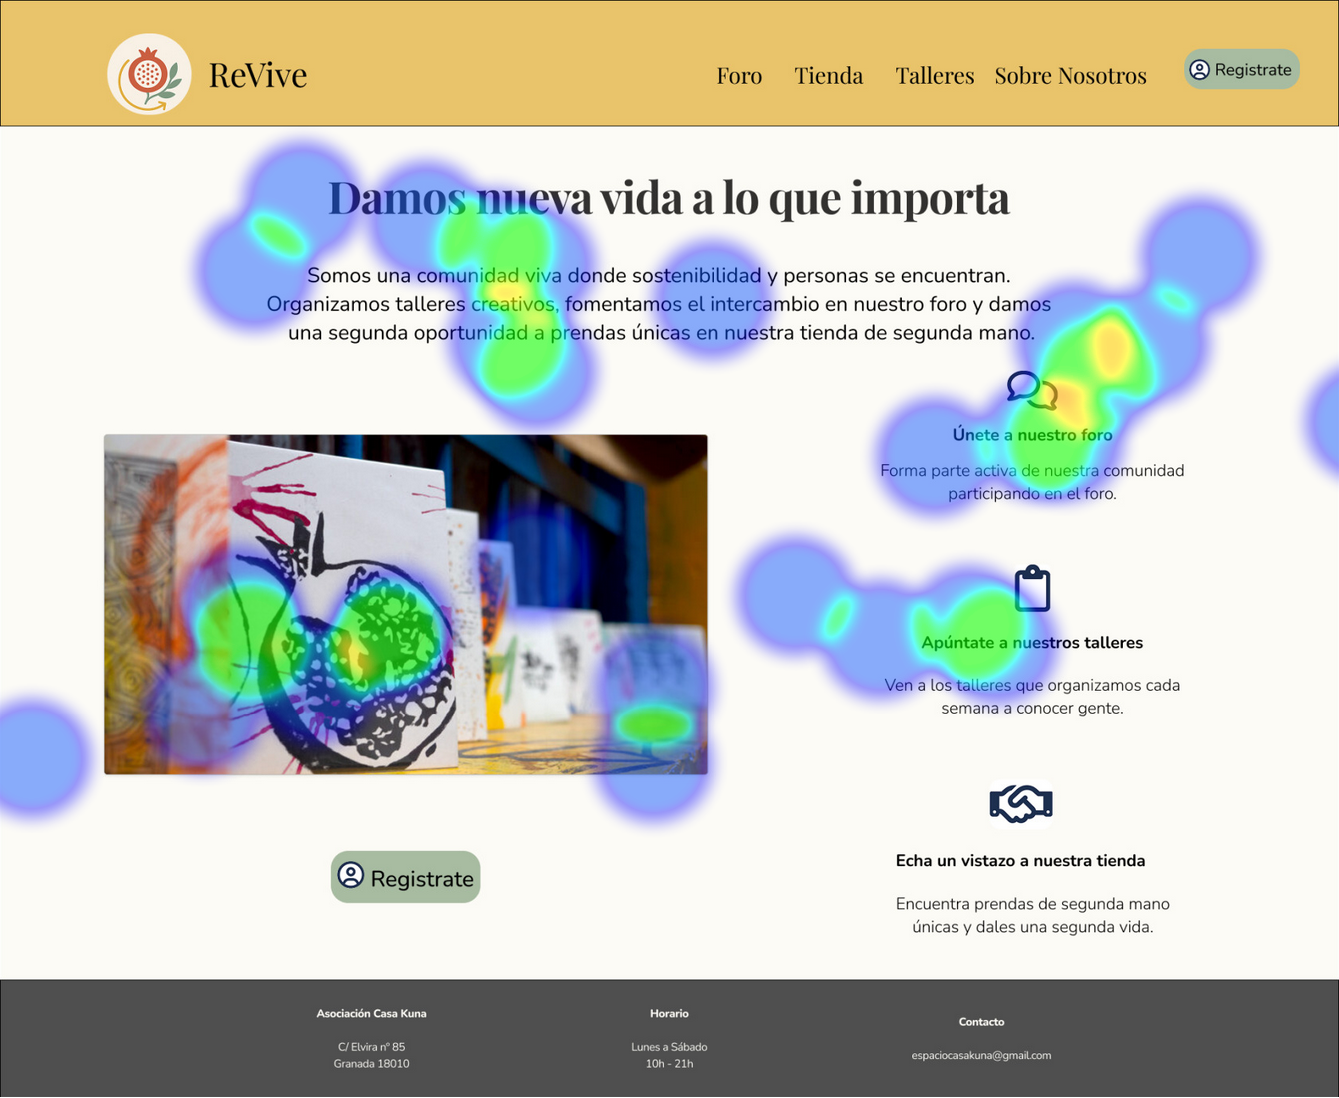 ReVive
Foro
Tienda
Talleres
Sobre Nosotros
Registrate
Damos nueva vida a lo que importa
Somos una comunidad viva donde sostenibilidad y personas se encuentran.
Organizamos talleres creativos, fomentamos el intercambio en nuestro foro y damos
una segunda oportunidad a prendas únicas en nuestra tienda de segunda mano.
Únete a nuestro foro
Forma parte activa de nuestra comunidad
participando en el foro.
Apúntate a nuestros talleres
Ven a los talleres que organizamos cada
semana a conocer gente.
Echa un vistazo a nuestra tienda
Encuentra prendas de segunda mano
únicas y dales una segunda vida.
Registrate
Asociación Casa Kuna
C/ Elvira nº 85
Granada 18010
Horario
Lunes a Sábado
10h - 21h
Contacto
espaciocasakuna@gmail.com